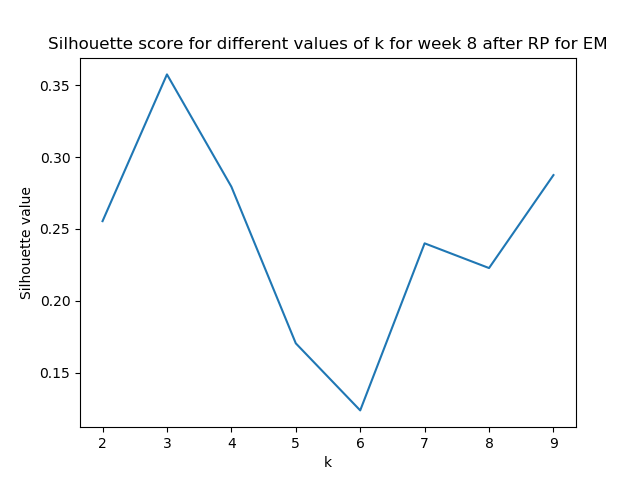 Silhouette score for different values of k for week 8 after RP for EM
0.35
0.30
0.25
0.20
0.15
Silhouette value
2 3 4 5 6 7 8 9
k